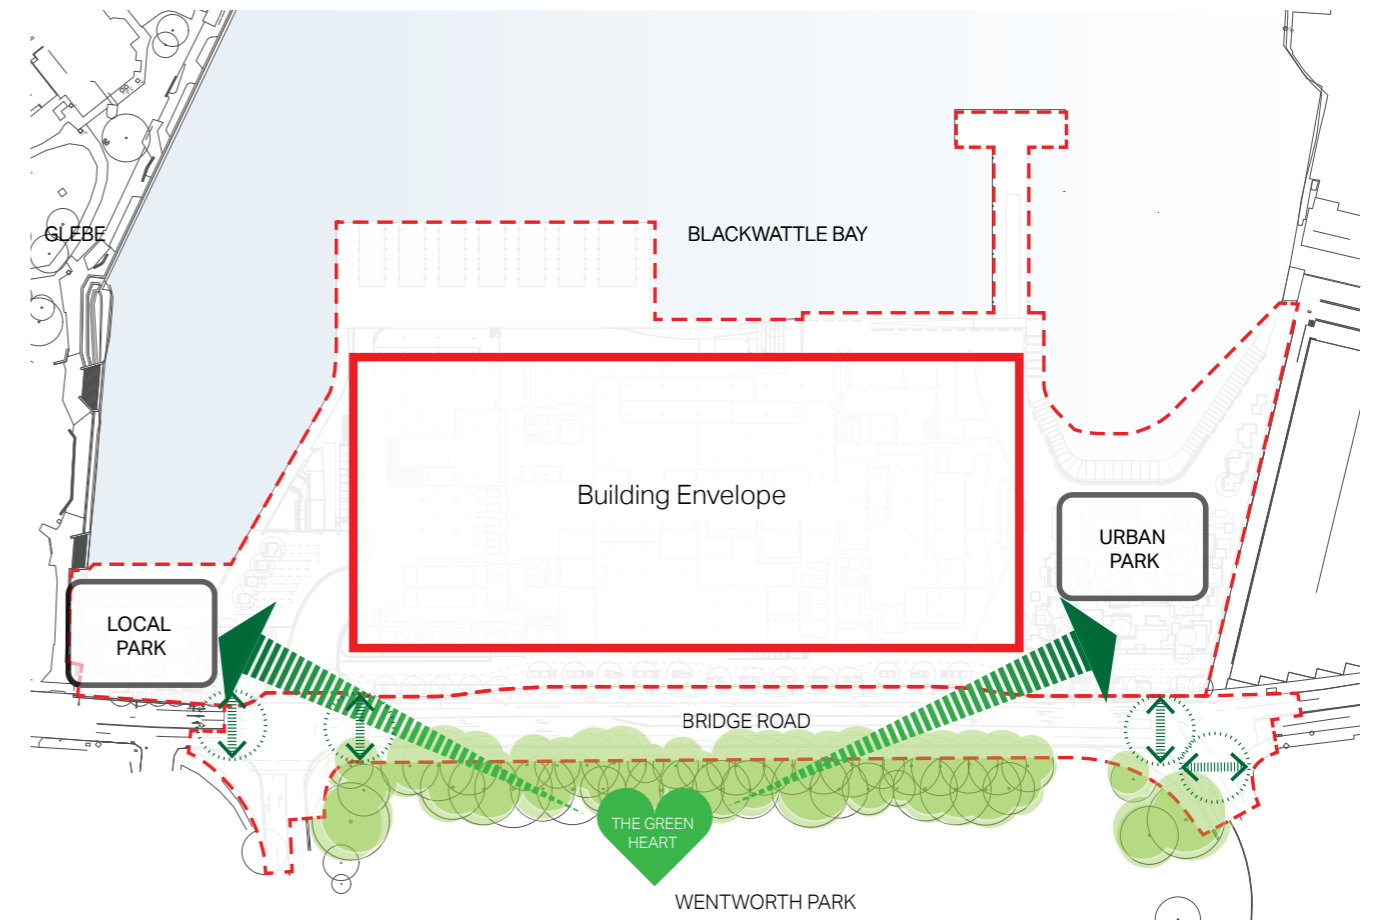 GLEBE
BLACKWATTLE BAY
Building Envelope
URBAN
PARK
LOCAL
PARK
BRIDGE ROAD
THE GREEN
HEART
WENTWORTH PARK